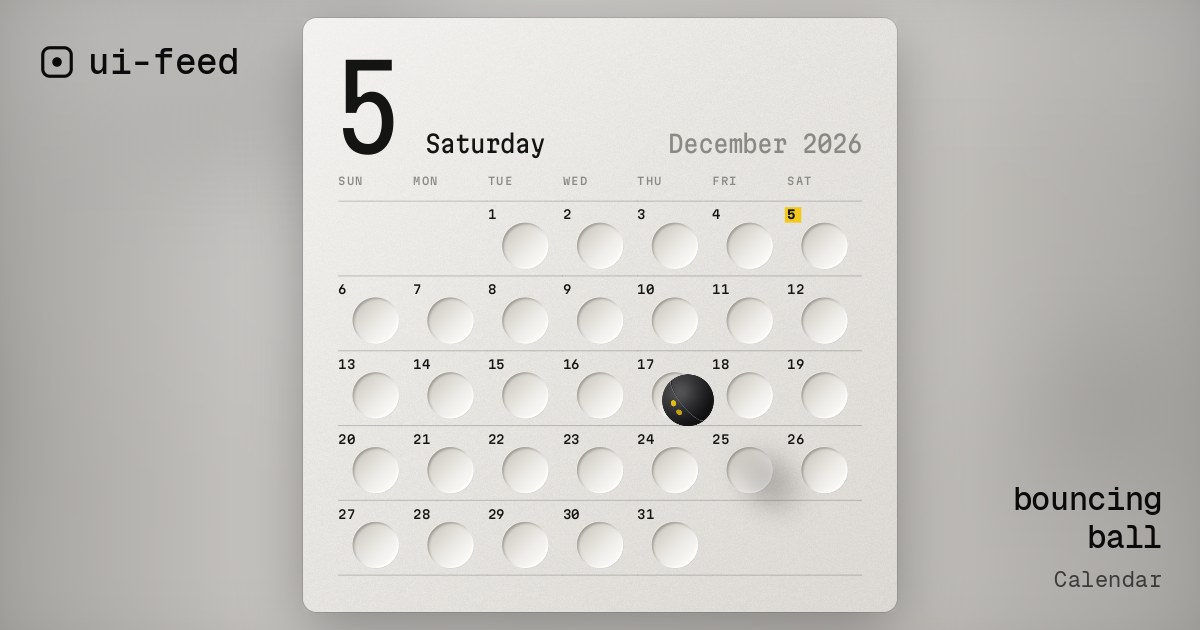 ui-feed
5
Saturday December 2026
SUN MON TUE WED THU FRI SAT
1 2 3 4 5
6 7 8 9 10 11 12
13 14 15 16 17 18 19
20 21 22 23 24 25 26
27 28 29 30 31
bouncing
ball
Calendar